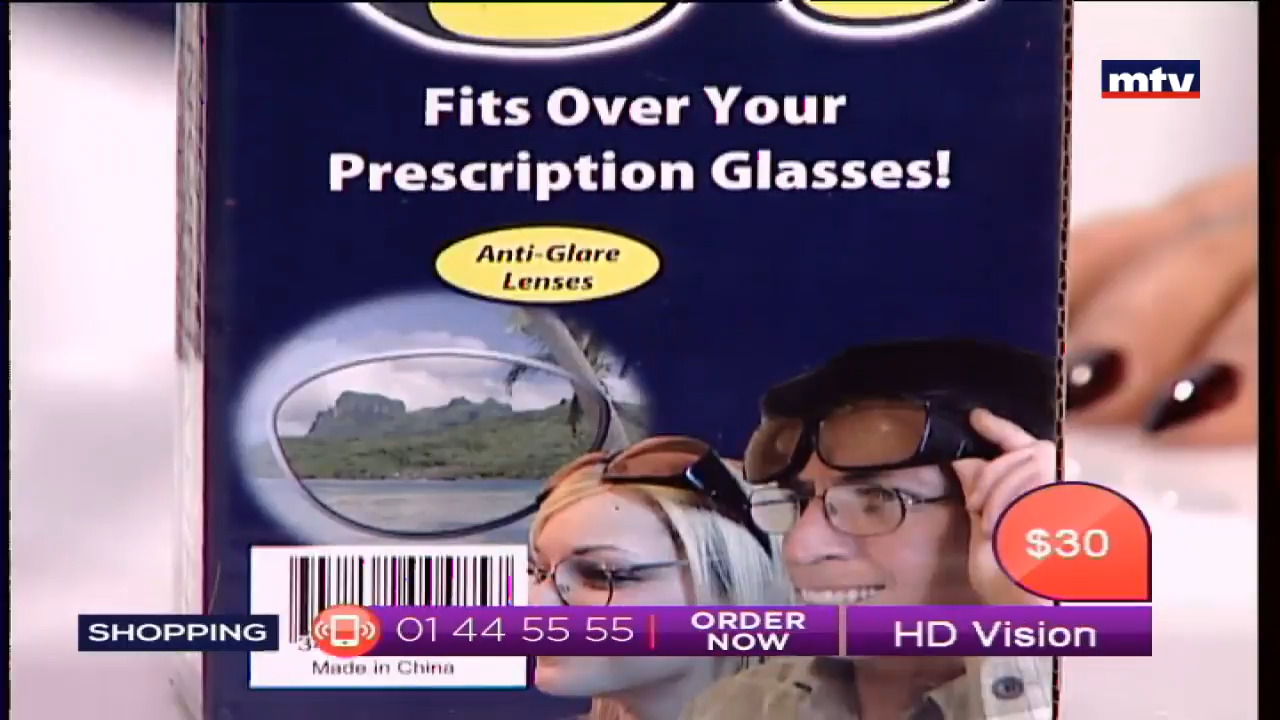 mtv
Fits Over Your
Prescription Glasses!
Anti-Glare
Lenses
$30
SHOPPING
01 44 55 55
ORDER
NOW
HD Vision
Made in China